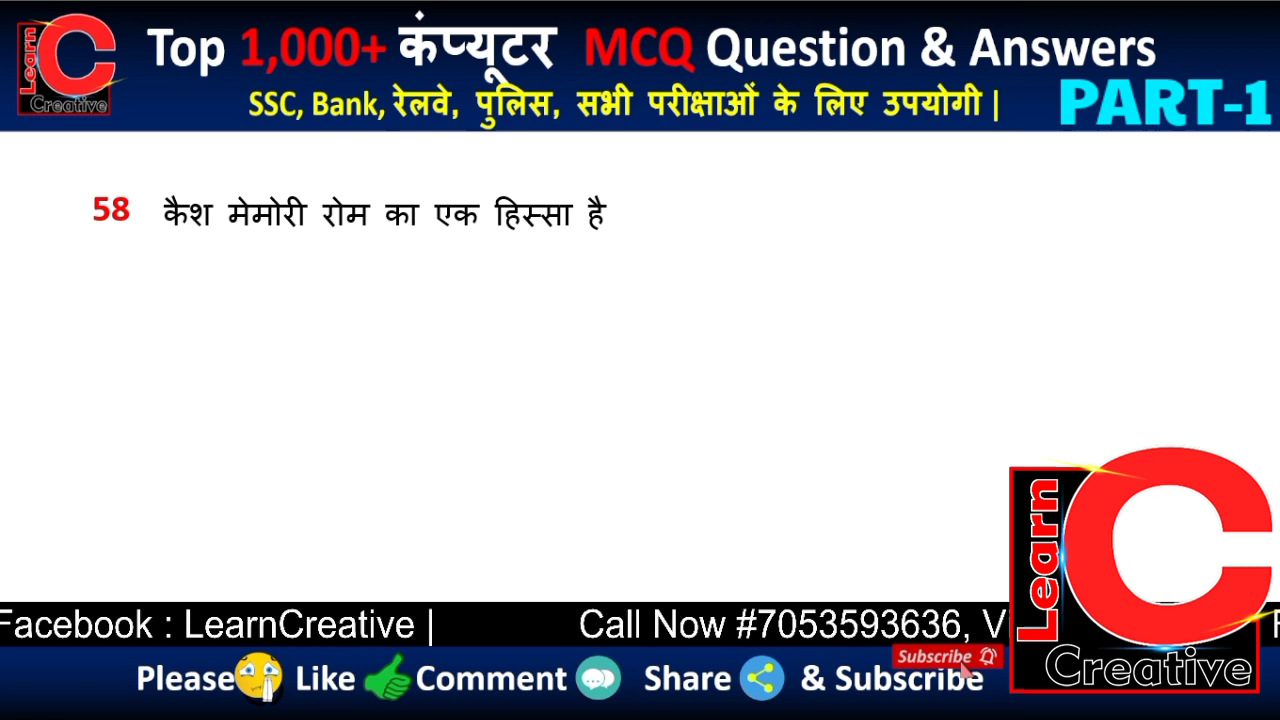 Learn
Creative
Top 1,000+ कंप्यूटर MCQ Question & Answers
SSC, Bank, रेलवे, पुलिस, सभी परीक्षाओं के लिए उपयोगी |
PART-1
58 कैश मेमोरी रोम का एक हिस्सा है
Facebook : LearnCreative | Call Now #7053593636,
Learn
Creative
Subscribe
Please Like Comment Share & Subscribe